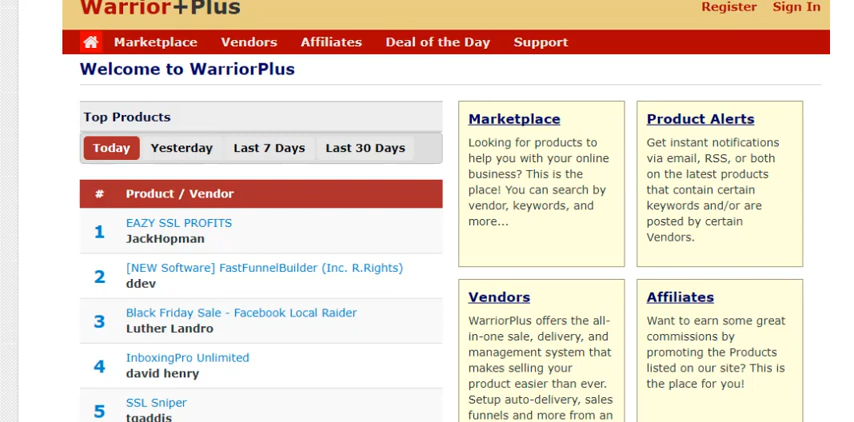 Warrior+Plus
Register Sign In
Marketplace Vendors Affiliates Deal of the Day Support
Welcome to WarriorPlus
Top Products
Today Yesterday Last 7 Days Last 30 Days
# Product / Vendor
1 EAZY SSL PROFITS
JackHopman
2 [NEW Software] FastFunnelBuilder (Inc. R.Rights)
ddev
3 Black Friday Sale - Facebook Local Raider
Luther Landro
4 InboxingPro Unlimited
david henry
5 SSL Sniper
tgaddis
Marketplace
Looking for products to
help you with your online
business? This is the
place! You can search by
vendor, keywords, and
more...
Product Alerts
Get instant notifications
via email, RSS, or both
on the latest products
that contain certain
keywords and/or are
posted by certain
Vendors.
Vendors
WarriorPlus offers the all-
in-one sale, delivery, and
management system that
makes selling your
product easier than ever.
Setup auto-delivery, sales
funnels and more from an
Affiliates
Want to earn some great
commissions by
promoting the Products
listed on our site? This is
the place for you!